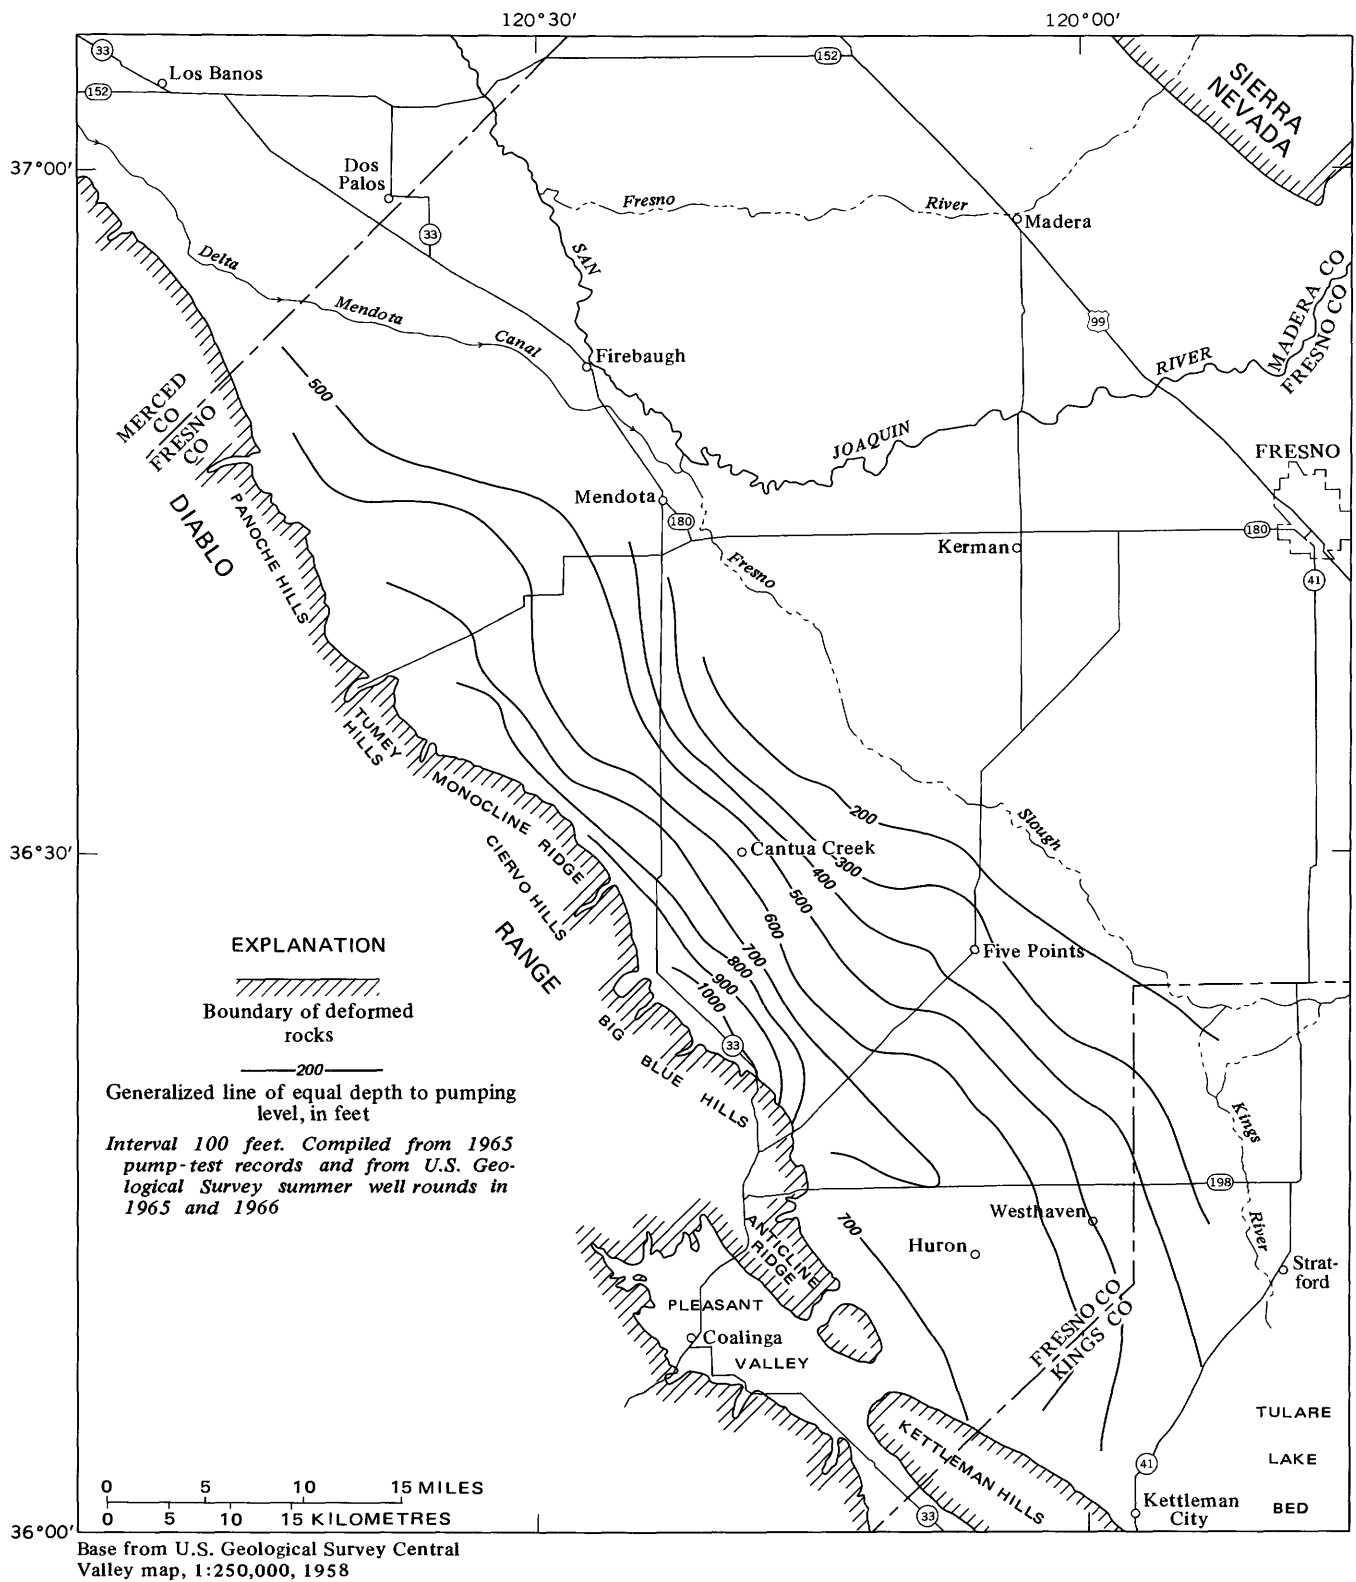 120°30'
120°00'
33
Los Banos
152
152
SIERRA
NEVADA
37°00'
Dos
Palos
Fresno
River
Madera
33
SAN
Delta
Mendota
Canal
MADERA CO
FRESNO CO
99
RIVER
Firebaugh
500
MERCED
CO
FRESNO
CO
JOAQUIN
FRESNO
DIABLO
PANOCHE HILLS
Mendota
180
180
Kerman
Fresno
41
TUMEY
HILLS
MONOCLINE RIDGE
200
Slough
36°30'
CIERVO HILLS
Cantua Creek
300
400
500
600
700
800
900
1000
RANGE
Five Points
EXPLANATION
Boundary of deformed
rocks
200
Generalized line of equal depth to pumping
level, in feet
Interval 100 feet. Compiled from 1965
pump-test records and from U.S. Geo-
logical Survey summer well rounds in
1965 and 1966
BIG BLUE HILLS
33
Kings
River
198
Westhaven
700
Huron
ANTICLINE
RIDGE
Strat-
ford
PLEASANT
VALLEY
Coalinga
FRESNO CO
KINGS CO
TULARE
LAKE
BED
KETTLEMAN HILLS
41
Kettleman
City
33
0 5 10 15 MILES
0 5 10 15 KILOMETRES
36°00'
Base from U.S. Geological Survey Central
Valley map, 1:250,000, 1958